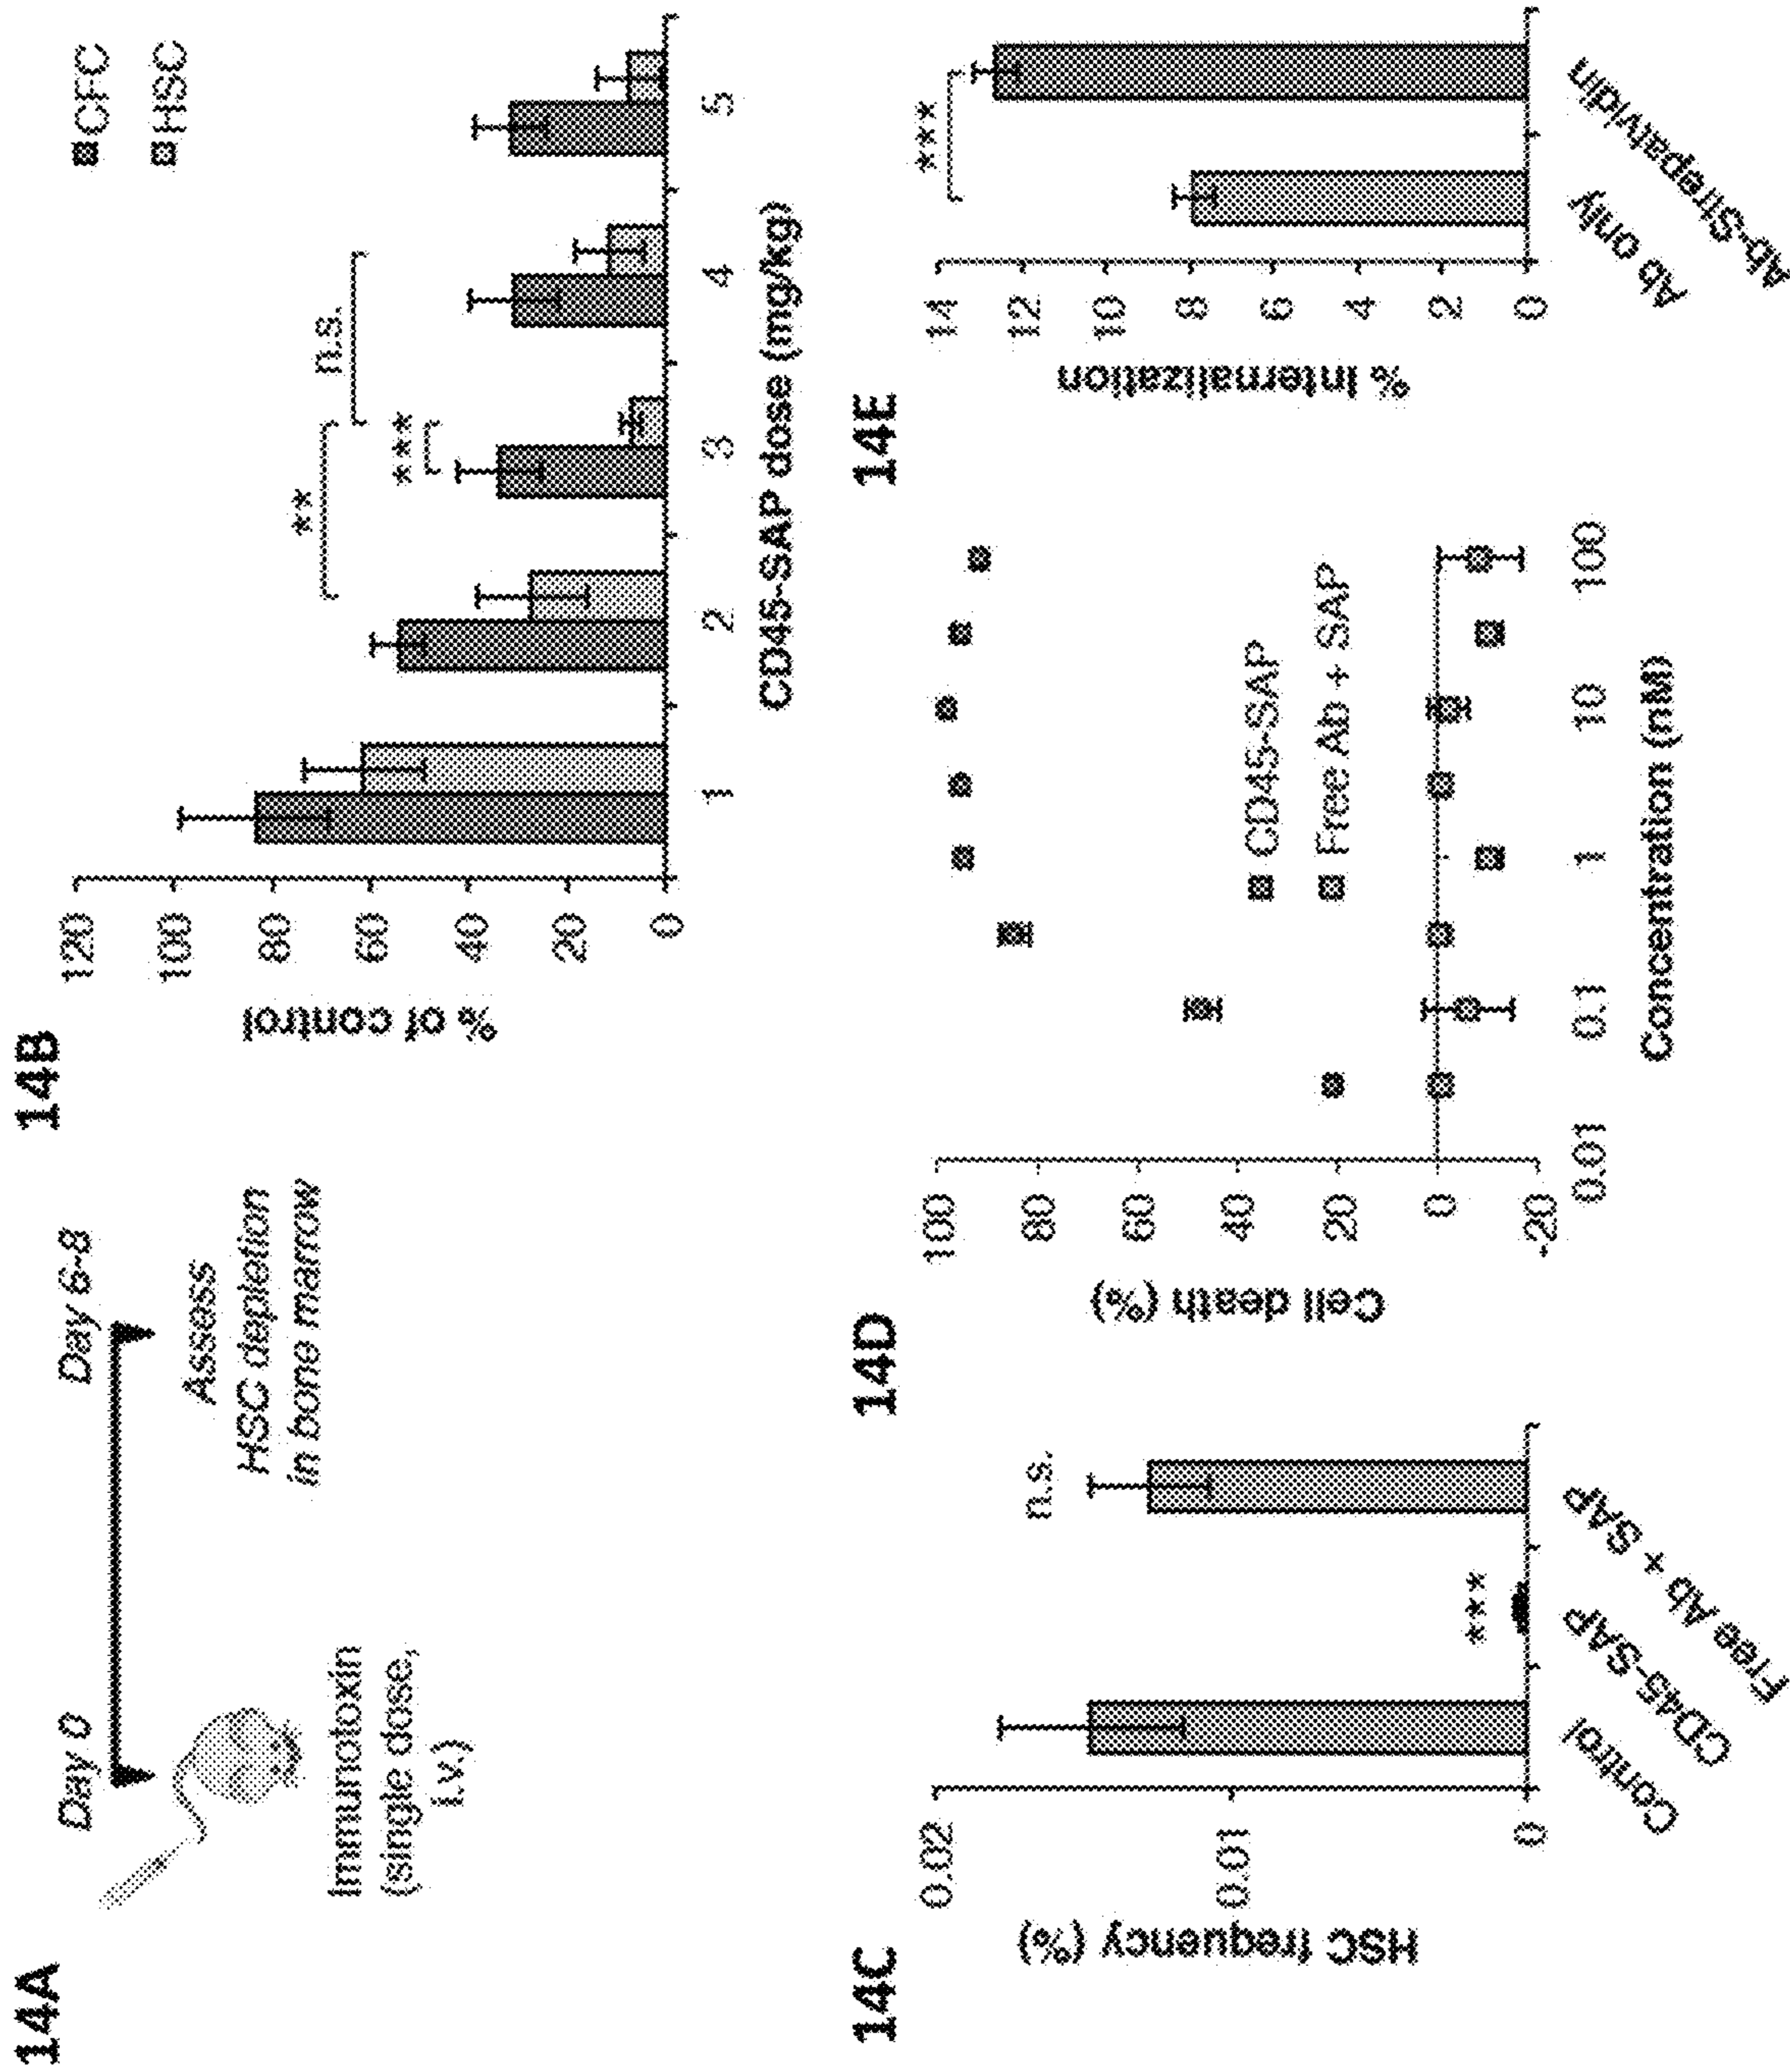 14A
Day 0
Day 6-8
Immunotoxin
(single dose,
i.v.)
Assess
HSC depletion
in bone marrow
14B
% of control
120
100
80
60
40
20
0
**
****
n.s.
CFC
HSC
1
2
3
4
5
CD45-SAP dose (mg/kg)
14C
HSC frequency (%)
0.02
0.01
0
***
n.s.
Control
CD45-SAP
Free Ab + SAP
14D
Cell death (%)
100
80
60
40
20
0
-20
CD45-SAP
Free Ab + SAP
0.01
0.1
1
10
100
Concentration (nM)
14E
% Internalization
14
12
10
8
6
4
2
0
***
Ab only
Ab-Strepatvidin